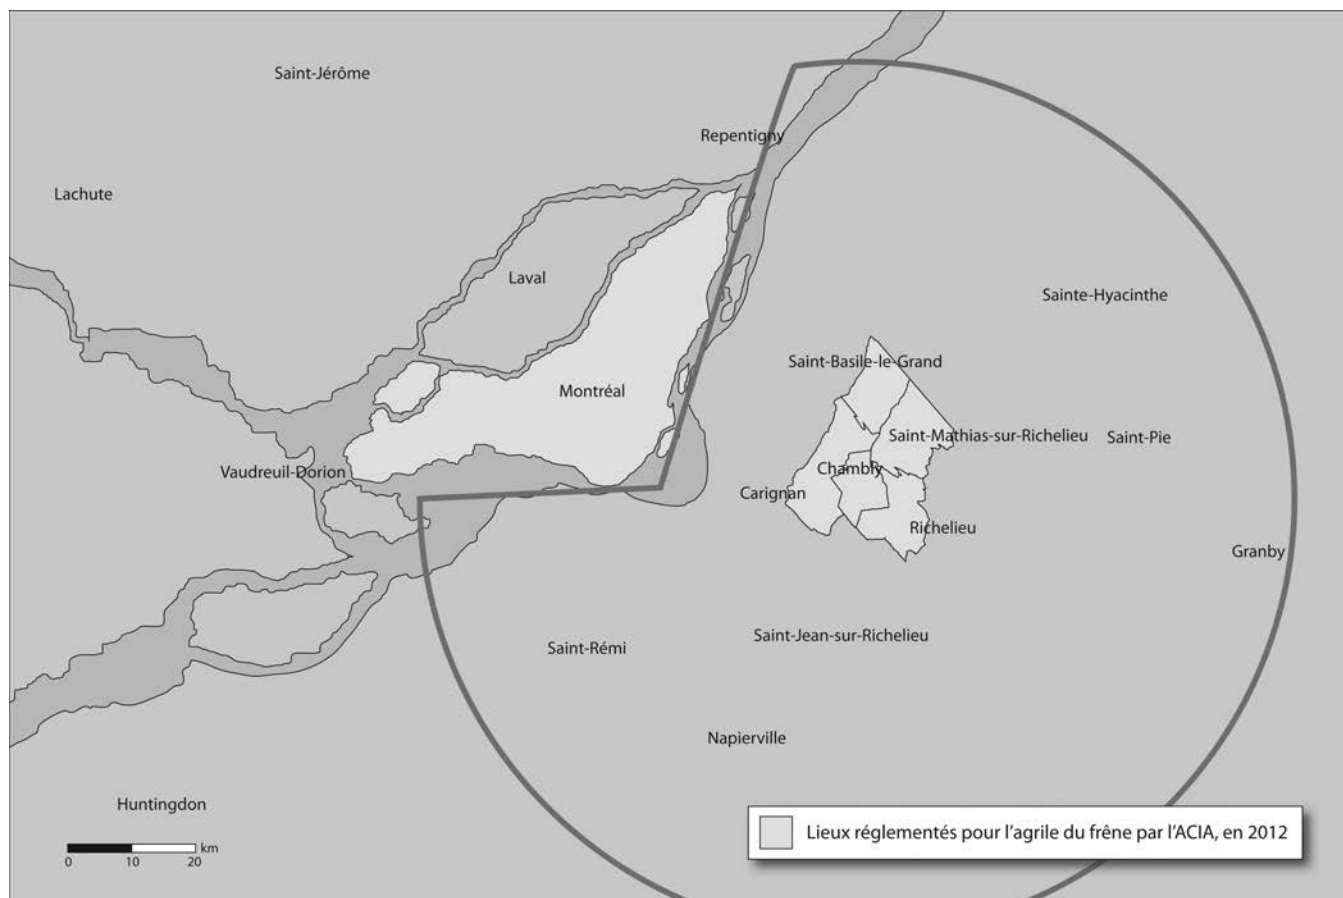 Saint-Jérôme
Repentigny
Lachute
Laval
Sainte-Hyacinthe
Saint-Basile-le-Grand
Montréal
Saint-Mathias-sur-Richelieu
Saint-Pie
Vaudreuil-Dorion
Chambly
Carignan
Richelieu
Granby
Saint-Jean-sur-Richelieu
Saint-Rémi
Napierville
Huntingdon
Lieux réglementés pour l'agrile du frêne par l'ACIA, en 2012
km
0 10 20